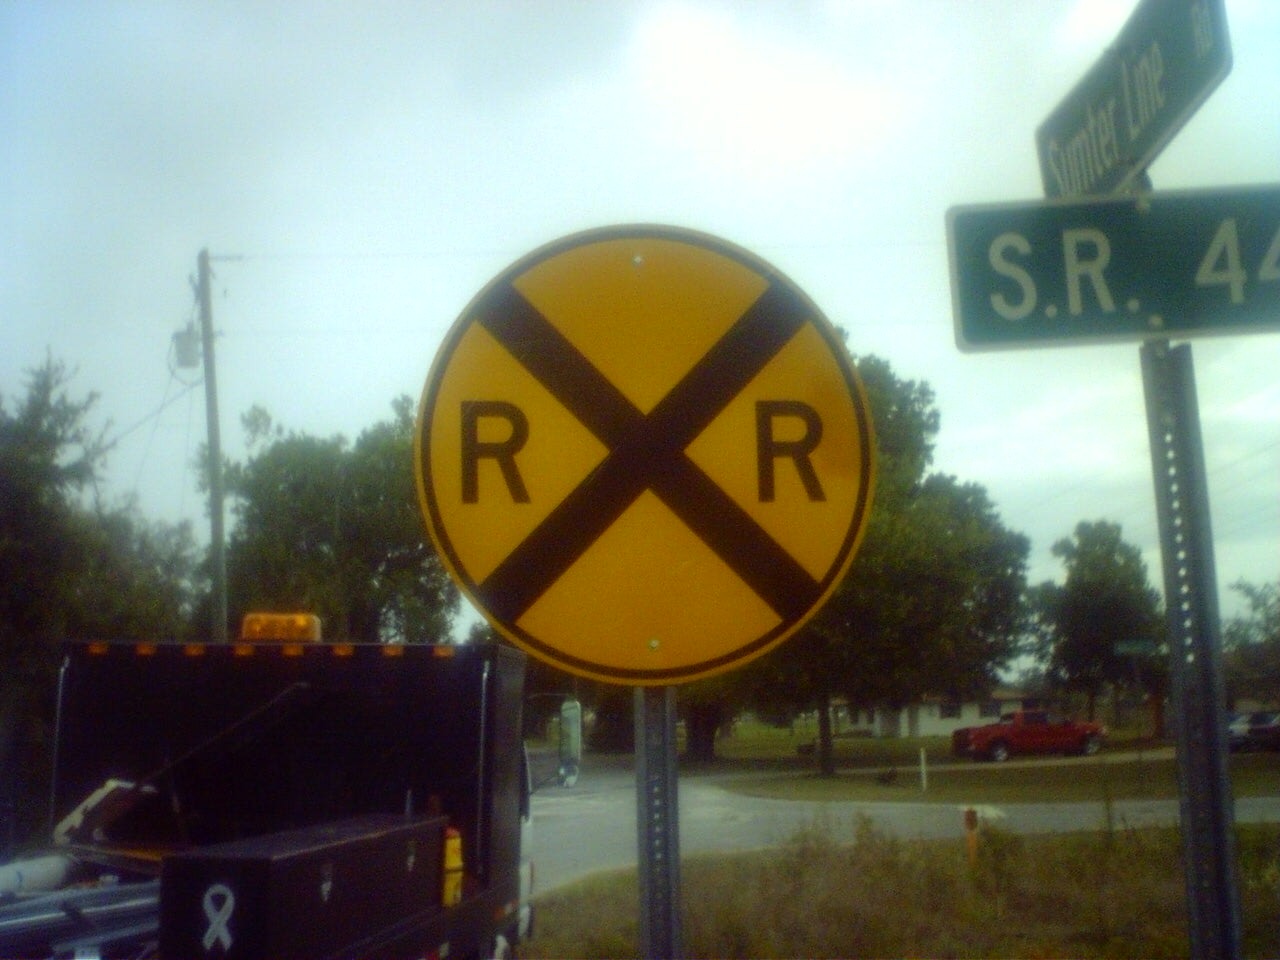 Sumter Line Rd
S.R. 44
R R